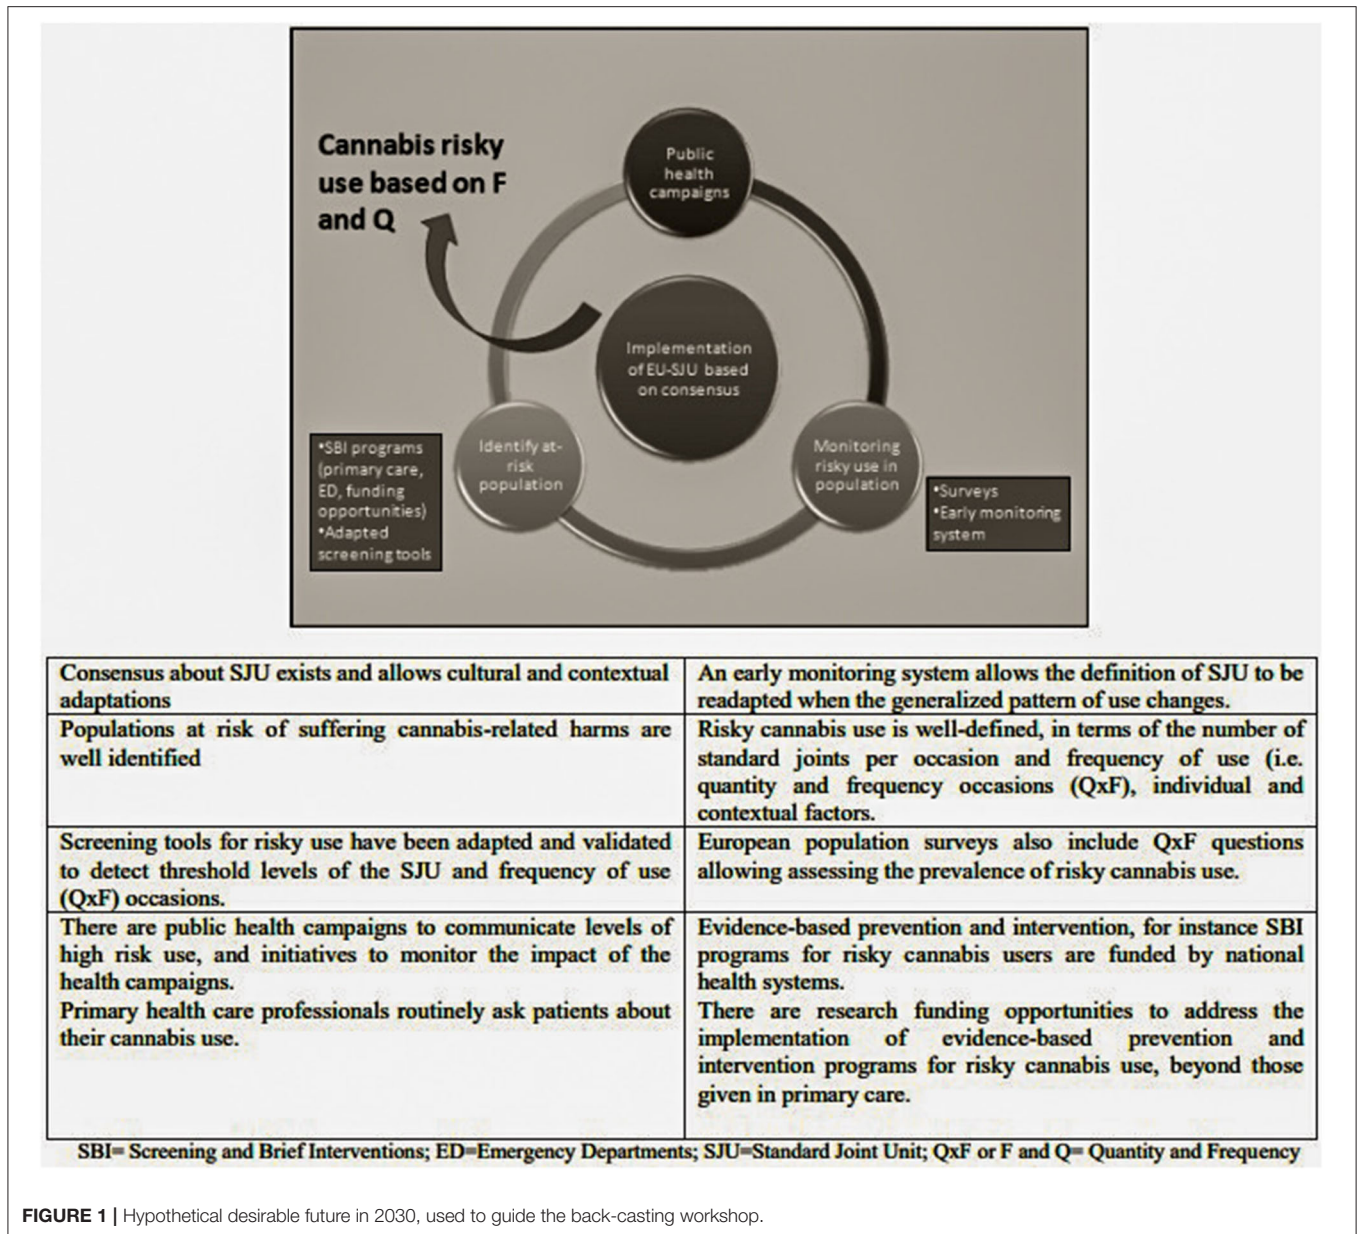 Cannabis risky
use based on F
and Q
Public
health
campaigns
Implementation
of EU-SJU based
on consensus
Identify at-
risk
population
Monitoring
risky use in
population
•SBI programs
(primary care,
ED, funding
opportunities)
•Adapted
screening tools
•Surveys
•Early monitoring
system
Consensus about SJU exists and allows cultural and contextual
adaptations
An early monitoring system allows the definition of SJU to be
readapted when the generalized pattern of use changes.
Populations at risk of suffering cannabis-related harms are
well identified
Risky cannabis use is well-defined, in terms of the number of
standard joints per occasion and frequency of use (i.e.
quantity and frequency occasions (QxF), individual and
contextual factors.
Screening tools for risky use have been adapted and validated
to detect threshold levels of the SJU and frequency of use
(QxF) occasions.
European population surveys also include QxF questions
allowing assessing the prevalence of risky cannabis use.
There are public health campaigns to communicate levels of
high risk use, and initiatives to monitor the impact of the
health campaigns.
Primary health care professionals routinely ask patients about
their cannabis use.
Evidence-based prevention and intervention, for instance SBI
programs for risky cannabis users are funded by national
health systems.
There are research funding opportunities to address the
implementation of evidence-based prevention and
intervention programs for risky cannabis use, beyond those
given in primary care.
SBI= Screening and Brief Interventions; ED=Emergency Departments; SJU=Standard Joint Unit; QxF or F and Q= Quantity and Frequency
FIGURE 1 | Hypothetical desirable future in 2030, used to guide the back-casting workshop.